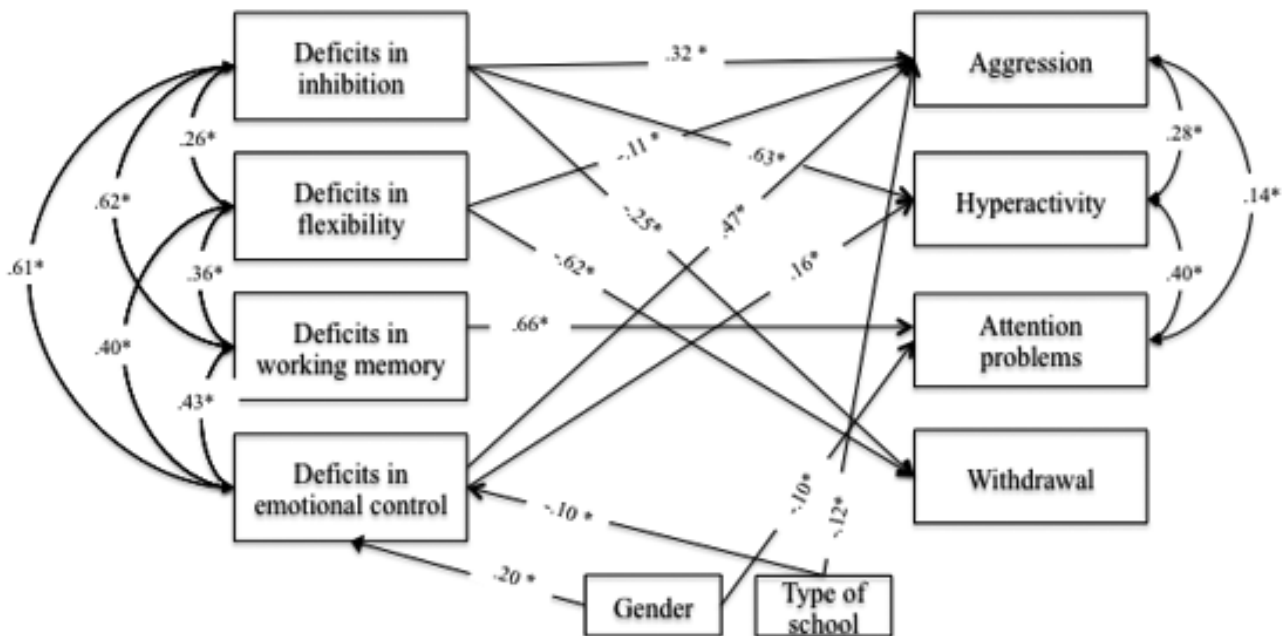 Deficits in
inhibition
Deficits in
flexibility
Deficits in
working memory
Deficits in
emotional control
Aggression
Hyperactivity
Attention
problems
Withdrawal
Gender
Type of
school
.26*
.62*
.61*
.36*
.40*
.43*
.32 *
-.11 *
.63*
-.25*
.47*
-.62*
.16*
.66*
-.10*
-.12*
-.10 *
.20 *
.28*
.14*
.40*